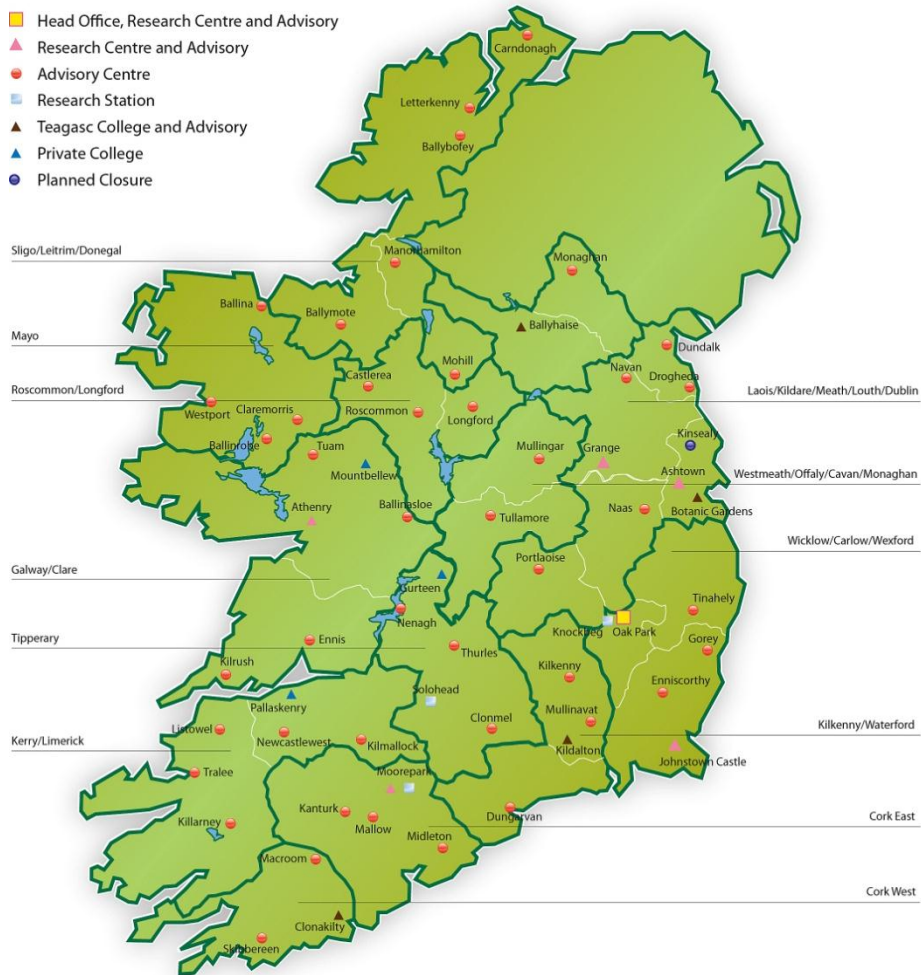 Head Office, Research Centre and Advisory
Research Centre and Advisory
Advisory Centre
Research Station
Teagasc College and Advisory
Private College
Planned Closure
Carndonagh
Letterkenny
Ballybofey
Sligo/Leitrim/Donegal
Manorhamilton
Monaghan
Ballina
Ballymote
Ballyhaise
Mayo
Dundalk
Mohill
Navan
Castlerea
Drogheda
Roscommon/Longford
Laois/Kildare/Meath/Louth/Dublin
Westport
Claremorris
Roscommon
Longford
Ballinrobe
Tuam
Mullingar
Grange
Kinsealy
Mountbellew
Ashtown
Westmeath/Offaly/Cavan/Monaghan
Athenry
Ballinasloe
Tullamore
Naas
Botanic Gardens
Wicklow/Carlow/Wexford
Portlaoise
Galway/Clare
Gurteen
Tinahely
Nenagh
Knockbeg
Oak Park
Tipperary
Ennis
Thurles
Gorey
Kilrush
Kilkenny
Solohead
Enniscorthy
Pallaskenry
Mullinavat
Clonmel
Listowel
Kilkenny/Waterford
Newcastlewest
Kilmallock
Kildalton
Kerry/Limerick
Johnstown Castle
Tralee
Moorepark
Kanturk
Dungarvan
Killarney
Mallow
Cork East
Midleton
Macroom
Cork West
Clonakilty
Skibbereen